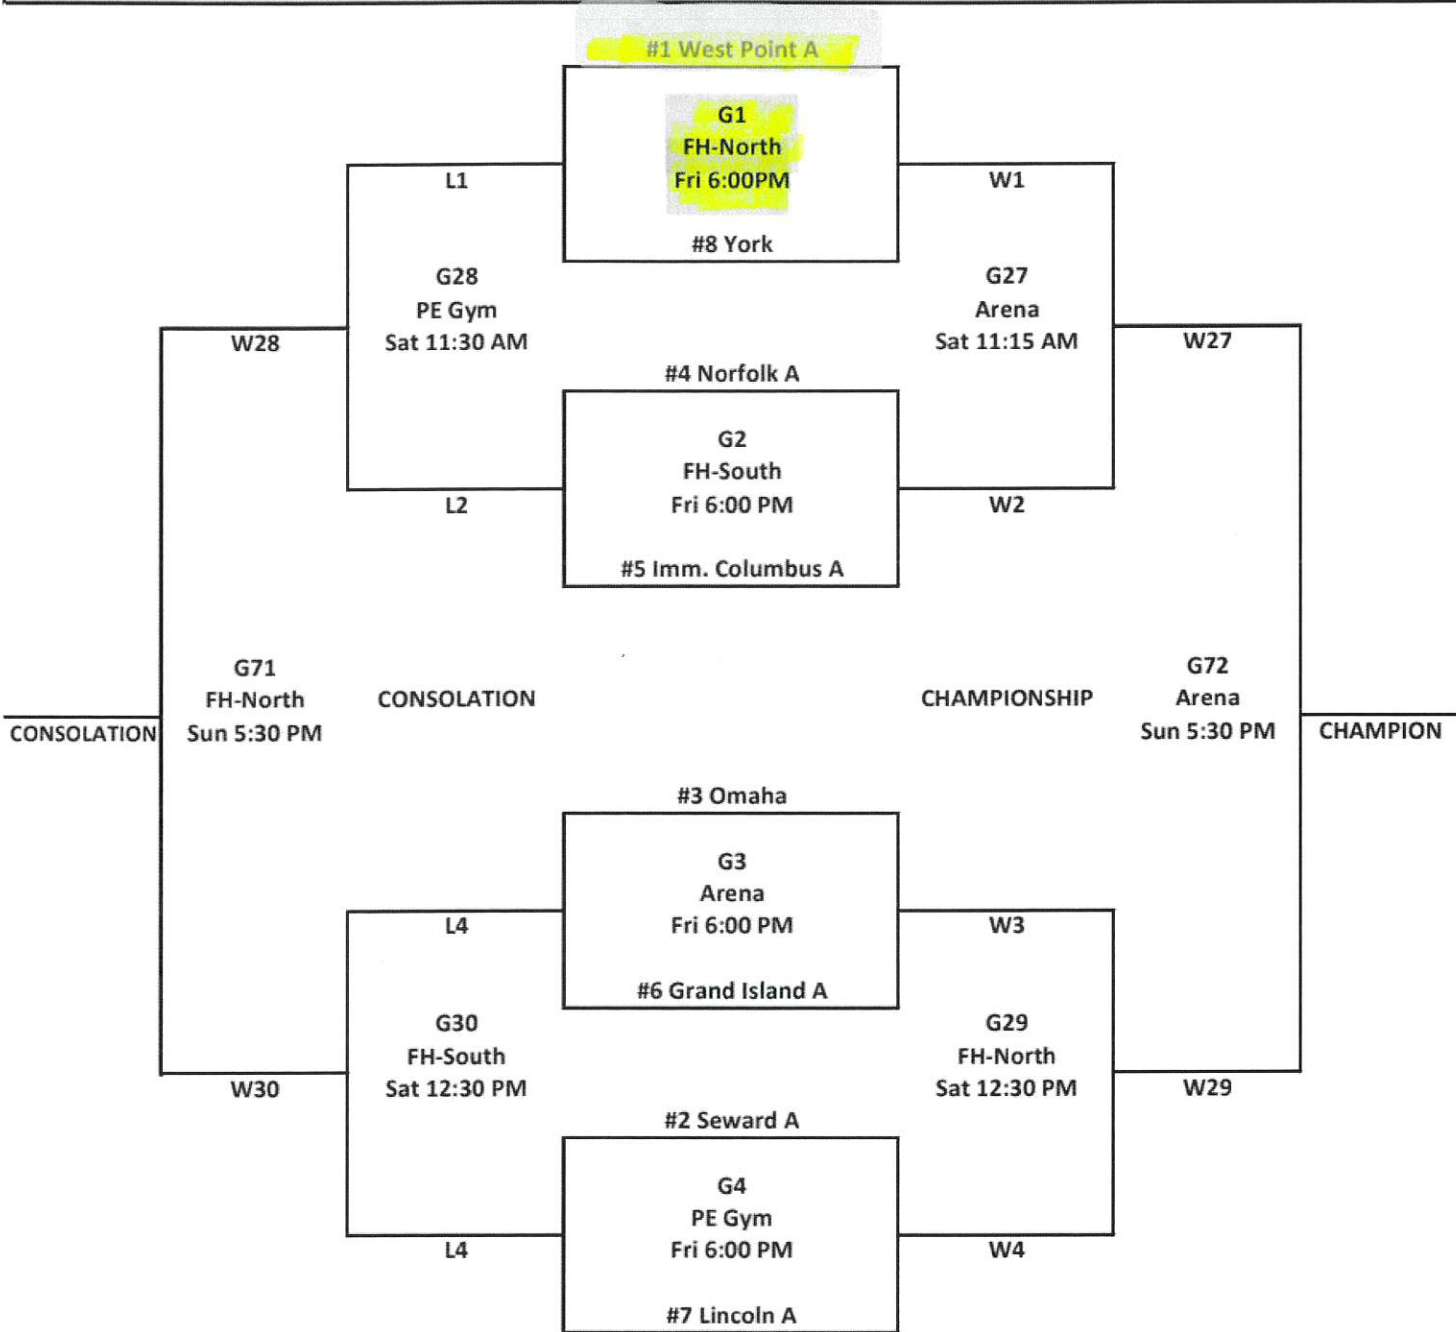 #1 West Point A
G1
FH-North
Fri 6:00PM
L1
W1
#8 York
G28
PE Gym
Sat 11:30 AM
G27
Arena
Sat 11:15 AM
W28
W27
#4 Norfolk A
G2
FH-South
Fri 6:00 PM
L2
W2
#5 Imm. Columbus A
G71
FH-North
Sun 5:30 PM
CONSOLATION
CHAMPIONSHIP
G72
Arena
Sun 5:30 PM
CONSOLATION
CHAMPION
#3 Omaha
G3
Arena
Fri 6:00 PM
L4
W3
#6 Grand Island A
G30
FH-South
Sat 12:30 PM
G29
FH-North
Sat 12:30 PM
W30
W29
#2 Seward A
G4
PE Gym
Fri 6:00 PM
L4
W4
#7 Lincoln A